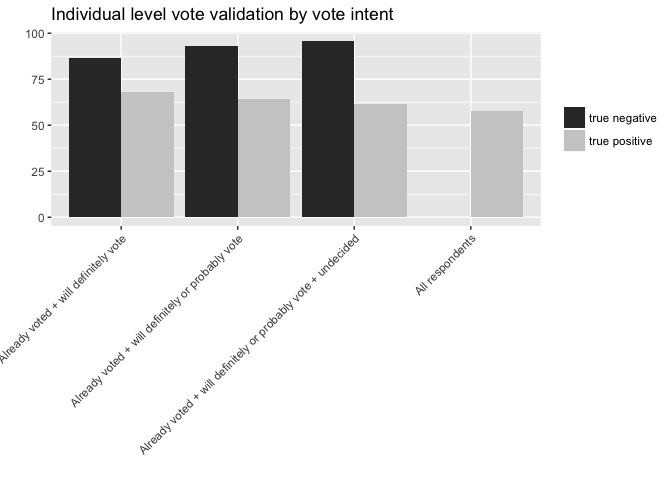 Individual level vote validation by vote intent
100
75
50
25
0
true negative
true positive
Already voted + will definitely vote
Already voted + will definitely or probably vote
Already voted + will definitely or probably vote + undecided
All respondents